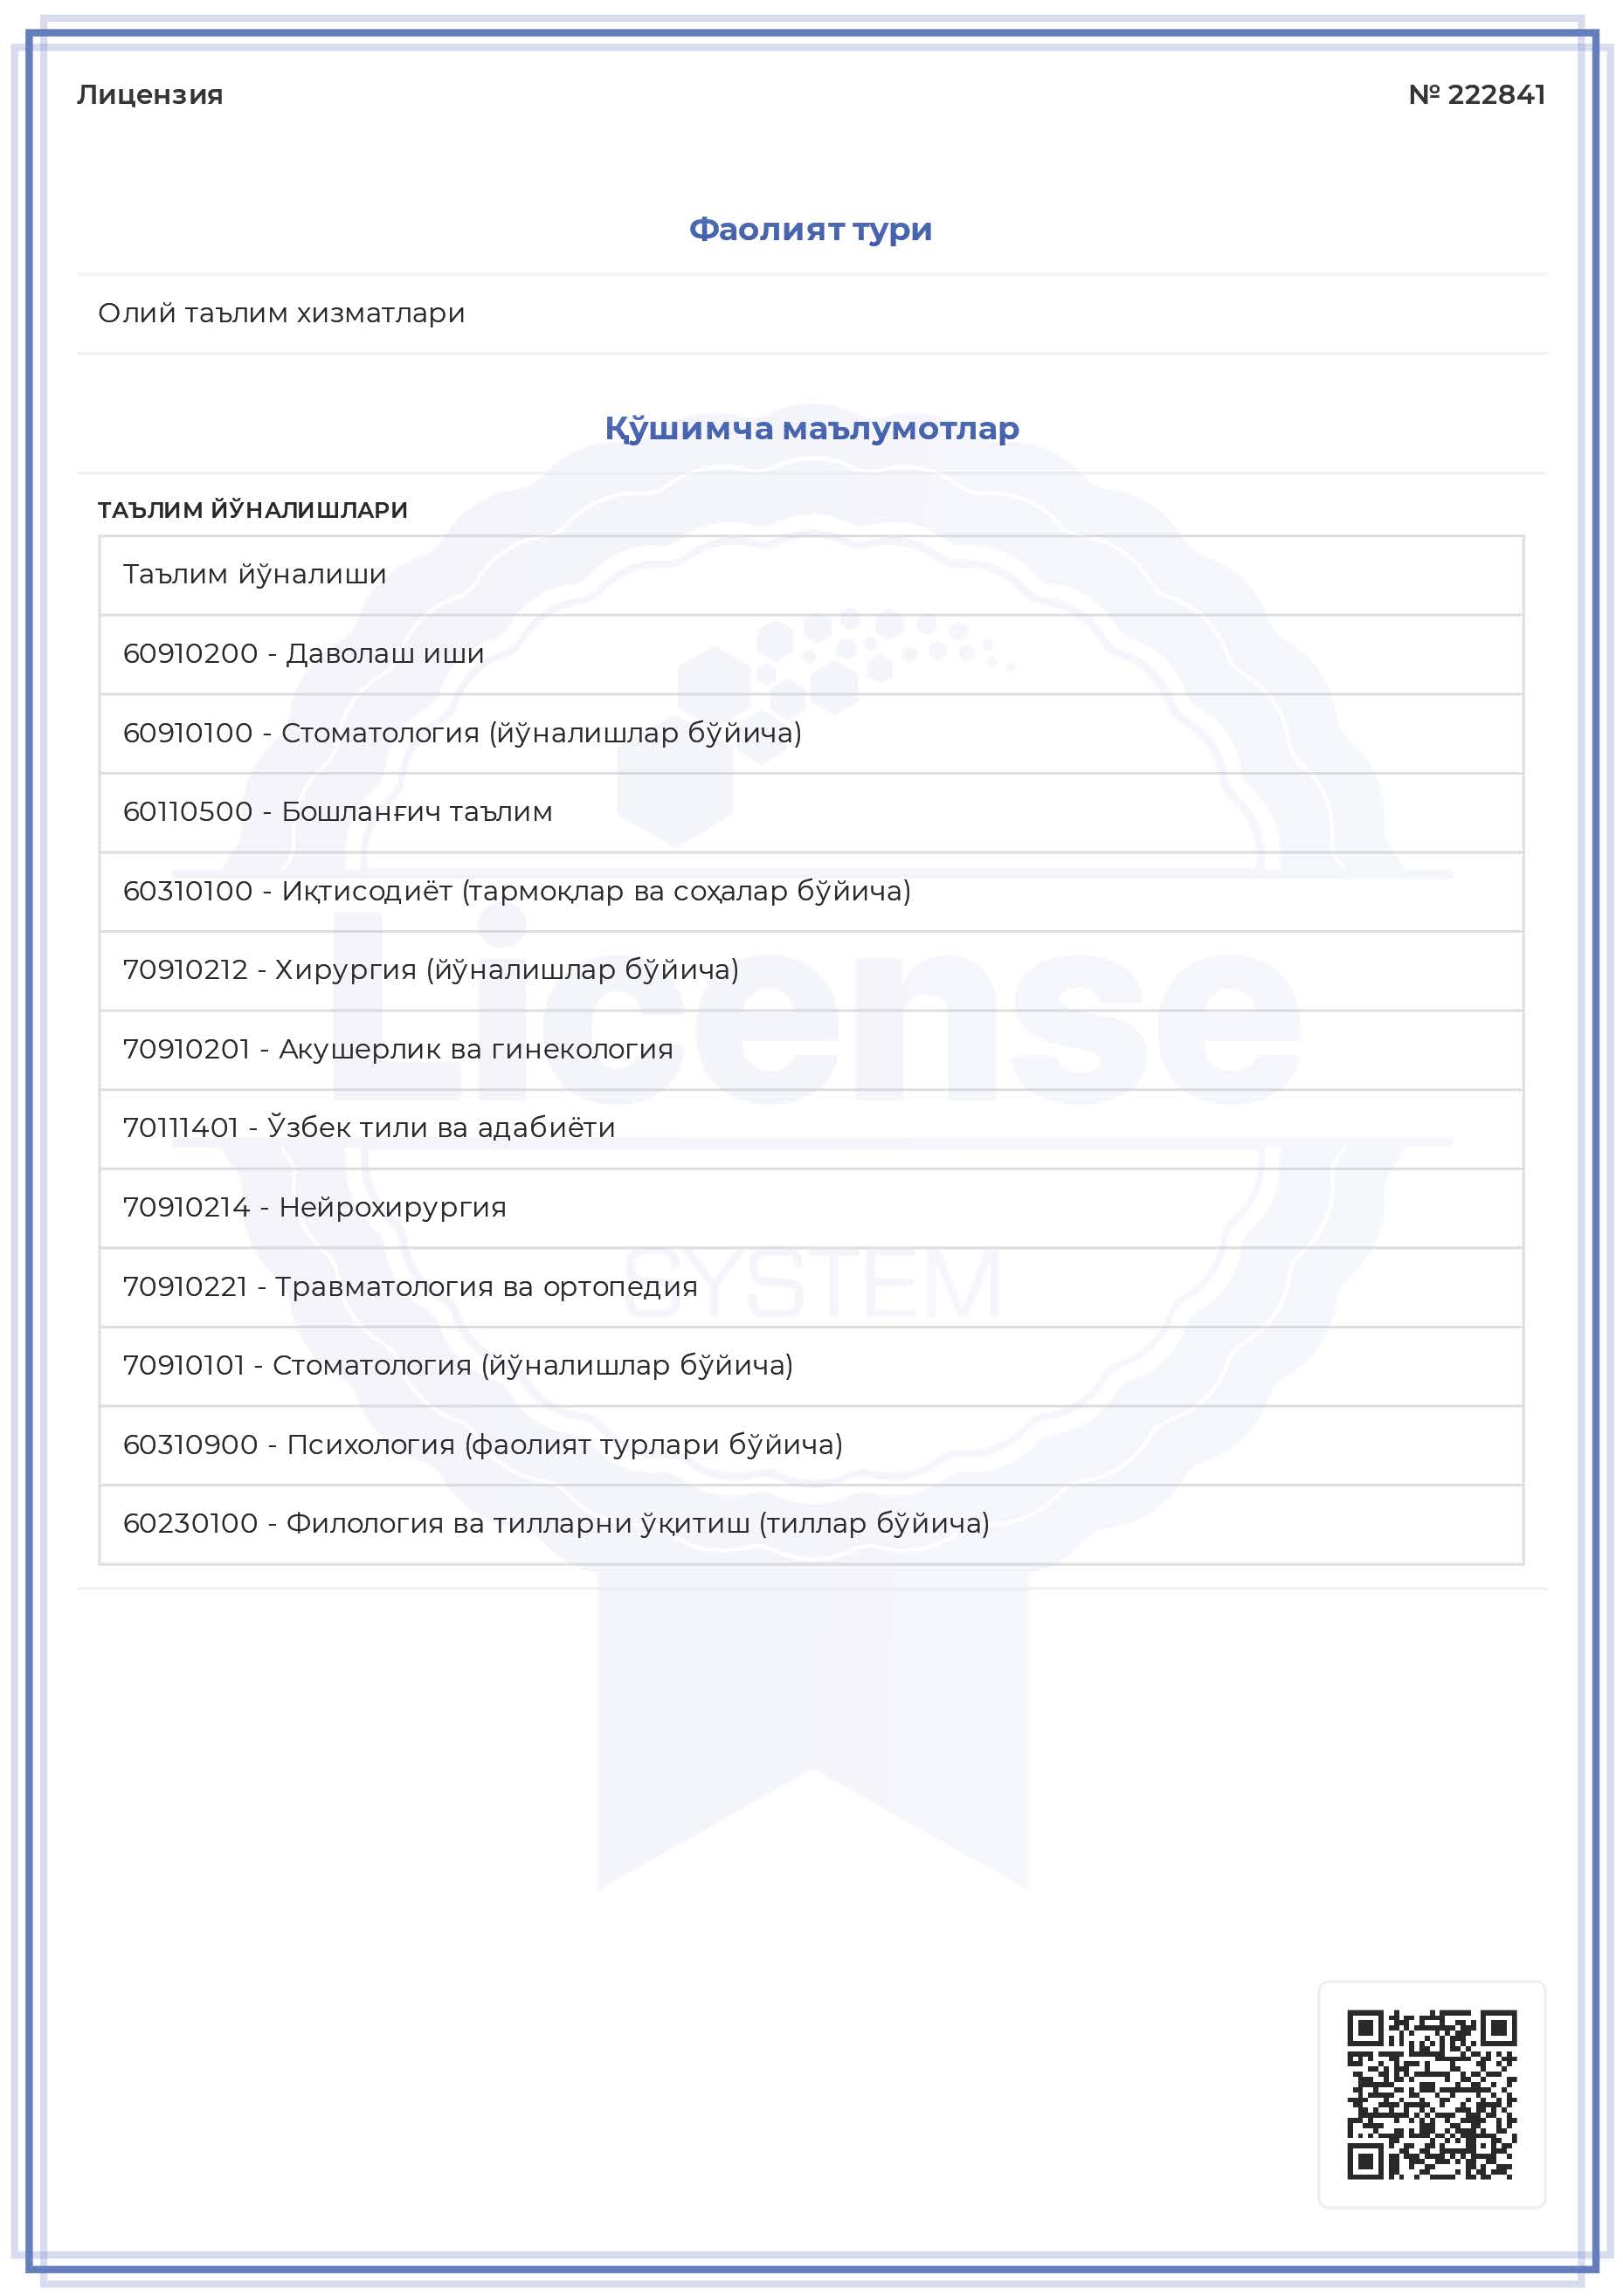 Лицензия
№ 222841
Фаолият тури
Олий таълим хизматлари
Қўшимча маълумотлар
ТАЪЛИМ ЙЎНАЛИШЛАРИ
Таълим йўналиши
60910200 - Даволаш иши
60910100 - Стоматология (йўналишлар бўйича)
60110500 - Бошланғич таълим
60310100 - Иқтисодиёт (тармоқлар ва соҳалар бўйича)
70910212 - Хирургия (йўналишлар бўйича)
License
70910201 - Акушерлик ва гинекология
70111401 - Ўзбек тили ва адабиёти
70910214 - Нейрохирургия
SYSTEM
70910221 - Травматология ва ортопедия
70910101 - Стоматология (йўналишлар бўйича)
60310900 - Психология (фаолият турлари бўйича)
60230100 - Филология ва тилларни ўқитиш (тиллар бўйича)